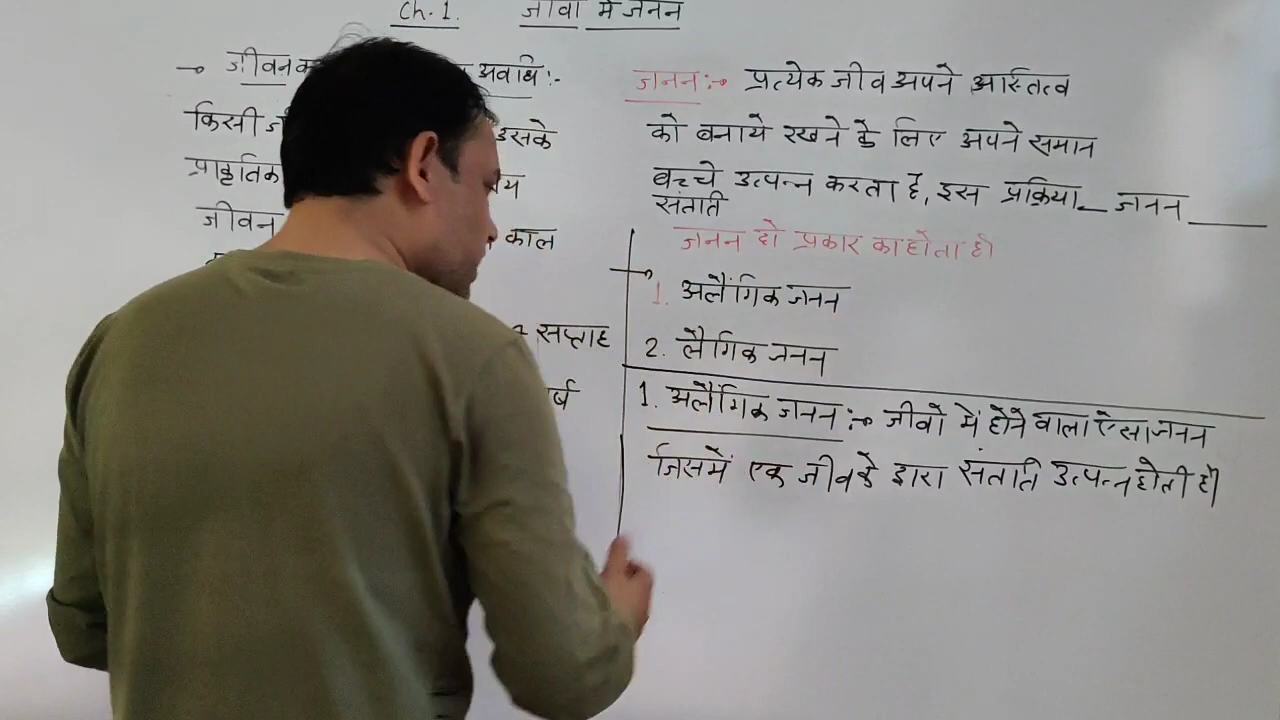 Ch. 1. जीवों में जनन
→ जीवन अवधि :-
किसी उसके
प्राकृतिक
जीवन काल
सप्ताह
जनन :→ प्रत्येक जीव अपने अस्तित्व
को बनाये रखने के लिए अपने समान
बच्चे उत्पन्न करता है, इस प्रक्रिया_ जनन ___
संतति
जनन दो प्रकार का होता है।
1. अलैंगिक जनन
2. लैंगिक जनन
1. अलैंगिक जनन :→ जीवों में होने वाला ऐसा जनन
जिसमें एक जीव के द्वारा संतति उत्पन्न होती है।